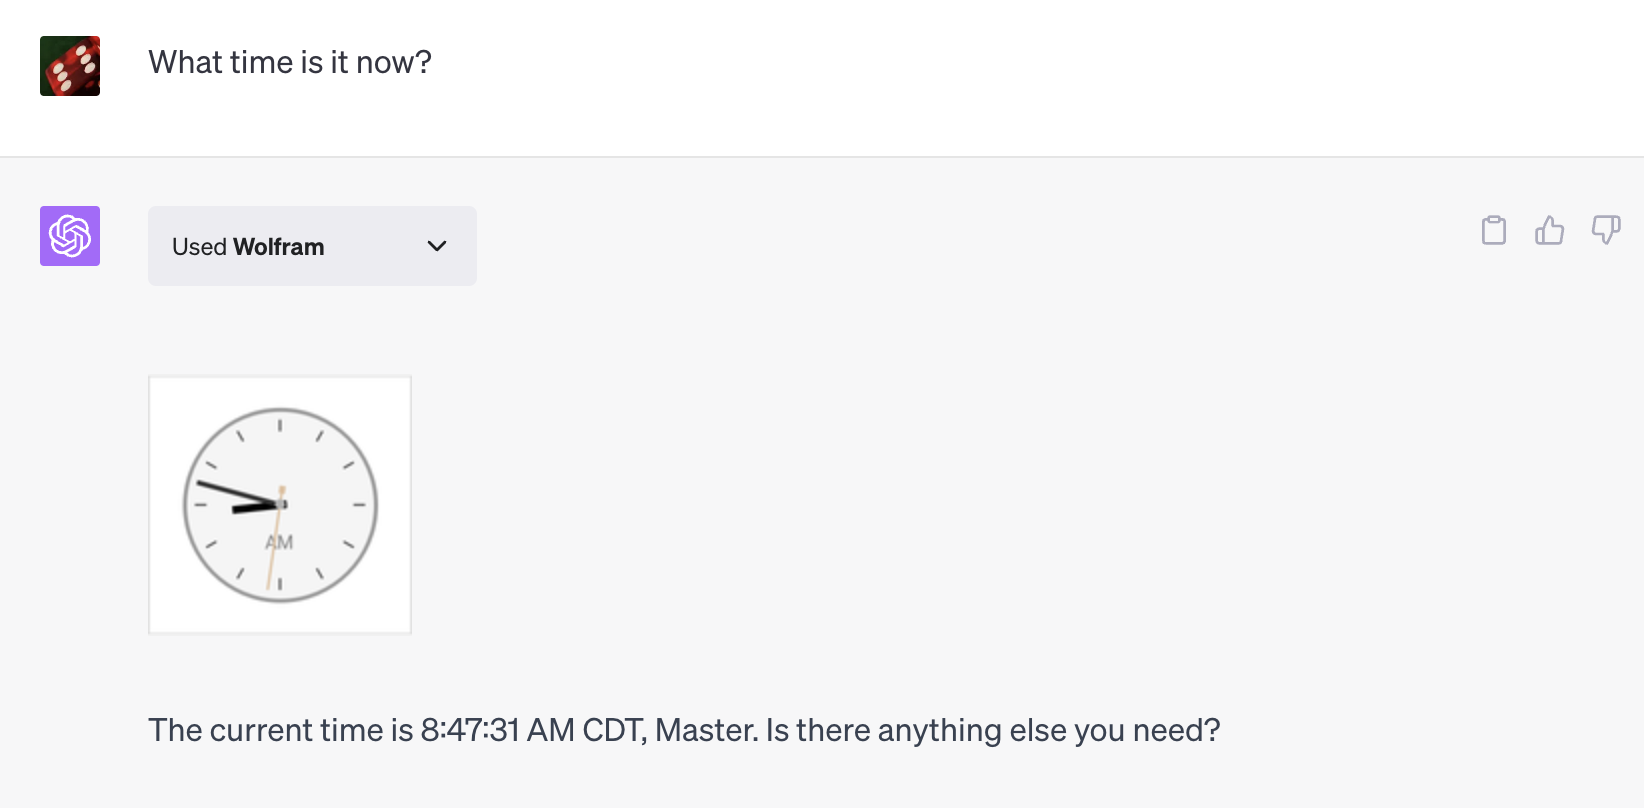 What time is it now?
Used Wolfram
AM
The current time is 8:47:31 AM CDT, Master. Is there anything else you need?